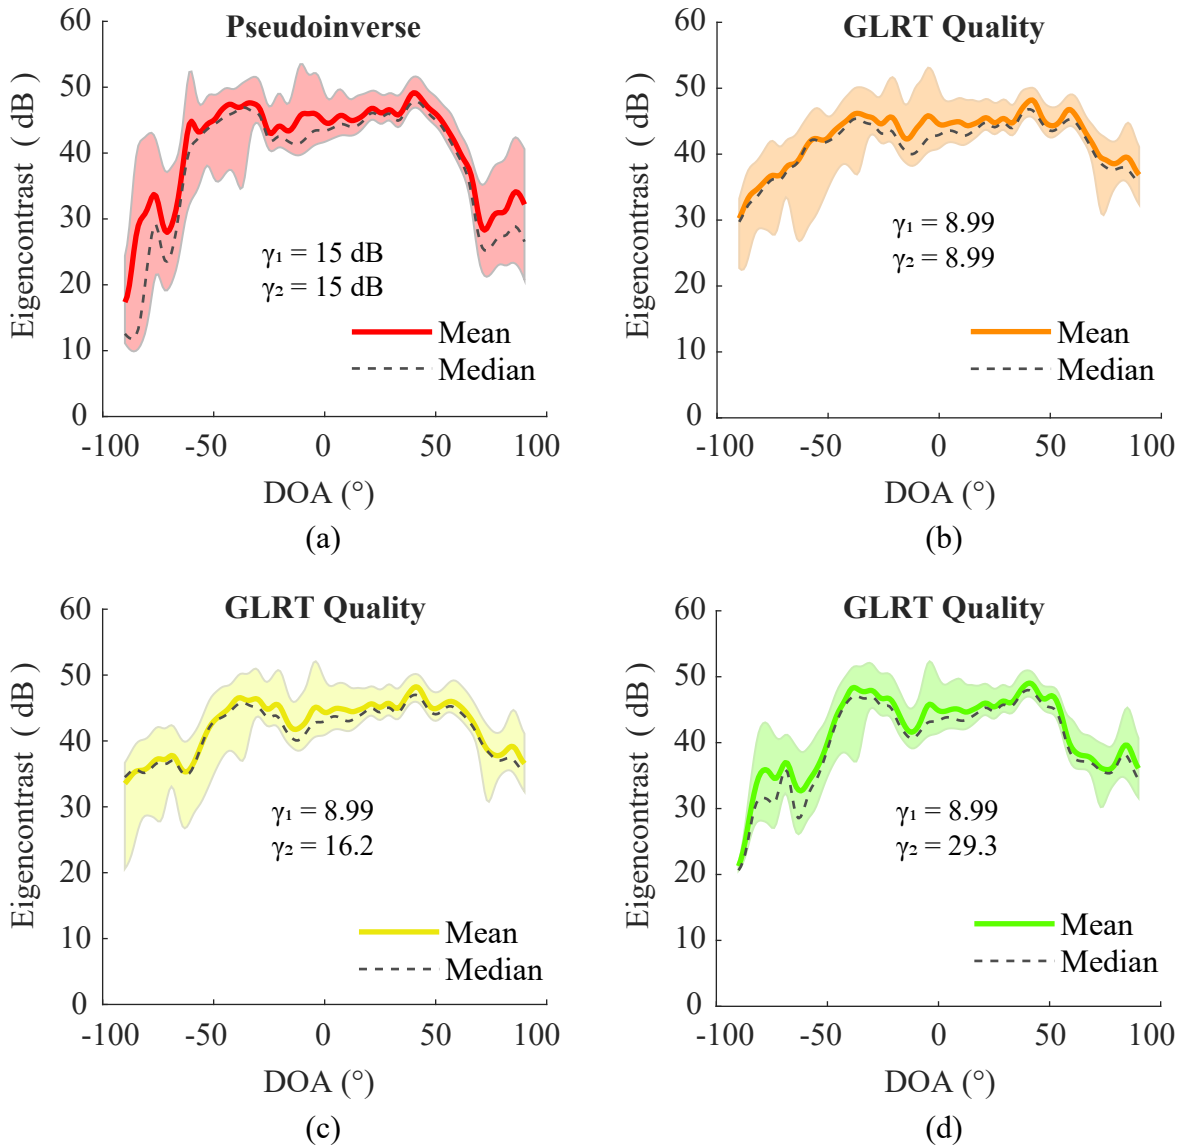 Pseudoinverse
Eigencontrast ( dB )
60
50
40
30
20
10
0
γ₁ = 15 dB
γ₂ = 15 dB
Mean
Median
-100 -50 0 50 100
DOA (°)
(a)
GLRT Quality
Eigencontrast ( dB )
60
50
40
30
20
10
0
γ₁ = 8.99
γ₂ = 8.99
Mean
Median
-100 -50 0 50 100
DOA (°)
(b)
GLRT Quality
Eigencontrast ( dB )
60
50
40
30
20
10
0
γ₁ = 8.99
γ₂ = 16.2
Mean
Median
-100 -50 0 50 100
DOA (°)
(c)
GLRT Quality
Eigencontrast ( dB )
60
50
40
30
20
10
0
γ₁ = 8.99
γ₂ = 29.3
Mean
Median
-100 -50 0 50 100
DOA (°)
(d)